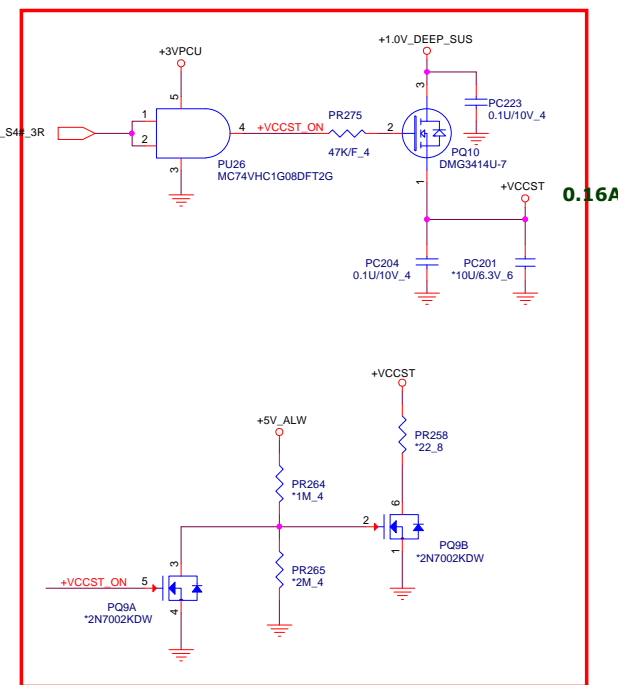 +1.0V_DEEP_SUS
+3VPCU
3
PC223
0.1U/10V_4
5
_S4#_3R
1
2
4
+VCCST_ON
PR275
47K/F_4
2
PQ10
DMG3414U-7
3
PU26
MC74VHC1G08DFT2G
1
+VCCST
0.16A
PC204
0.1U/10V_4
PC201
*10U/6.3V_6
+VCCST
PR258
*22_8
+5V_ALW
PR264
*1M_4
6
2
1
PQ9B
*2N7002KDW
3
PR265
*2M_4
+VCCST_ON
5
4
PQ9A
*2N7002KDW